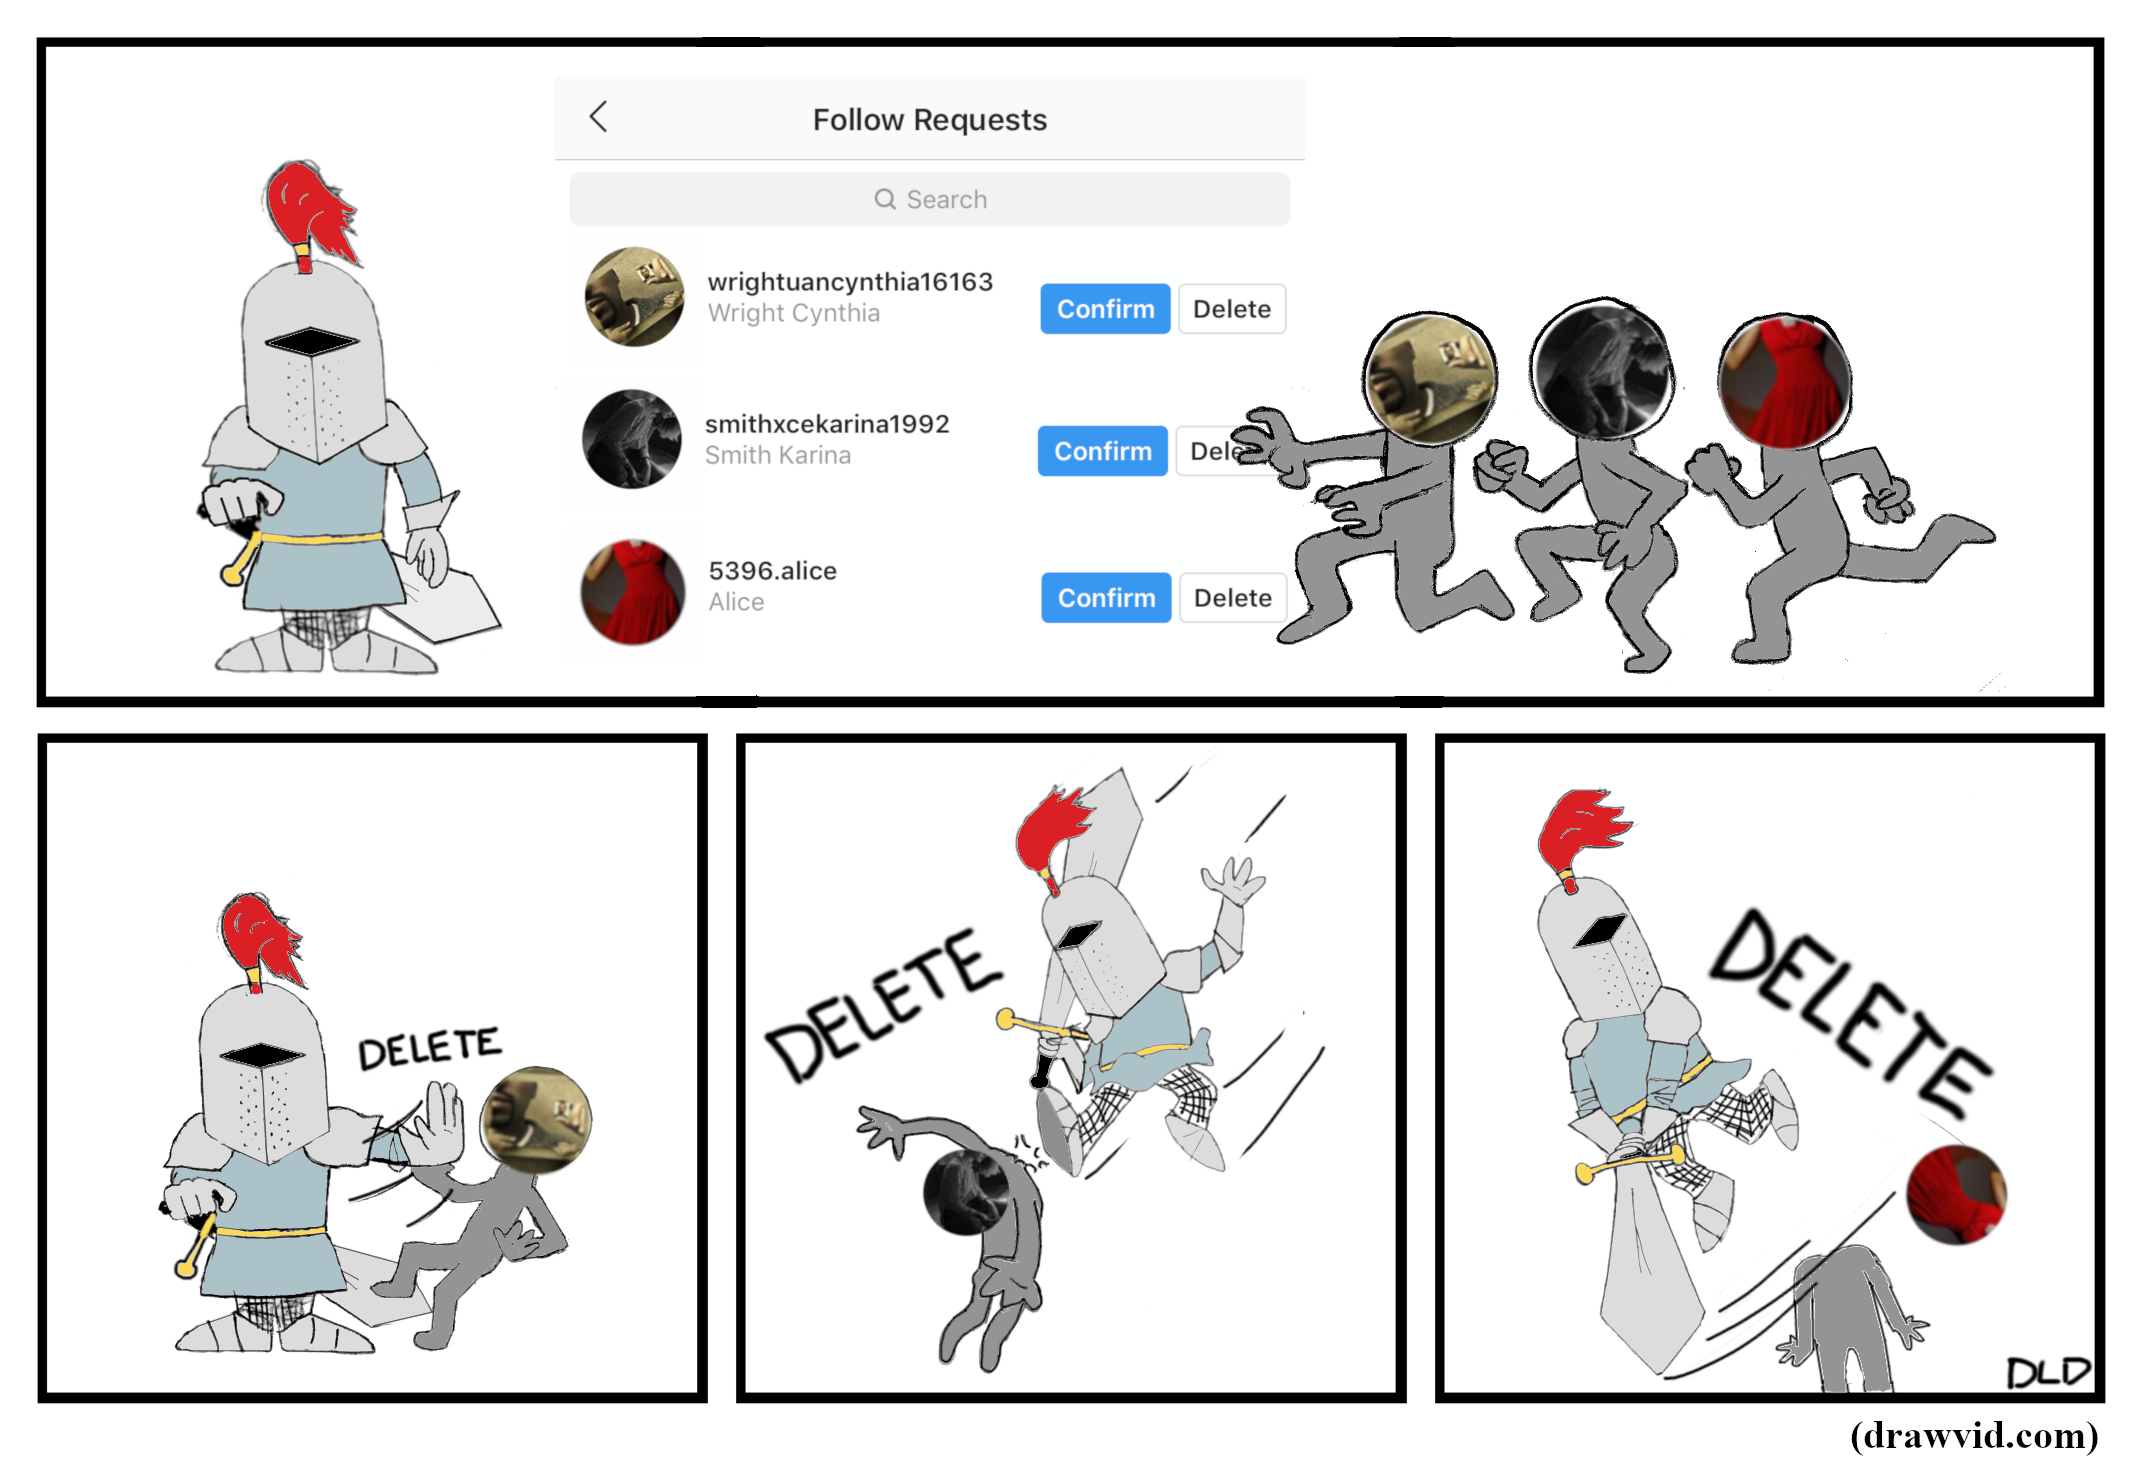 Follow Requests
Search
wrightuancynthia16163
Wright Cynthia
Confirm
Delete
smithxcekarina1992
Smith Karina
Confirm
Dele
5396.alice
Alice
Confirm
Delete
DELETE
DELETE
DELETE
DLD
(drawvid.com)